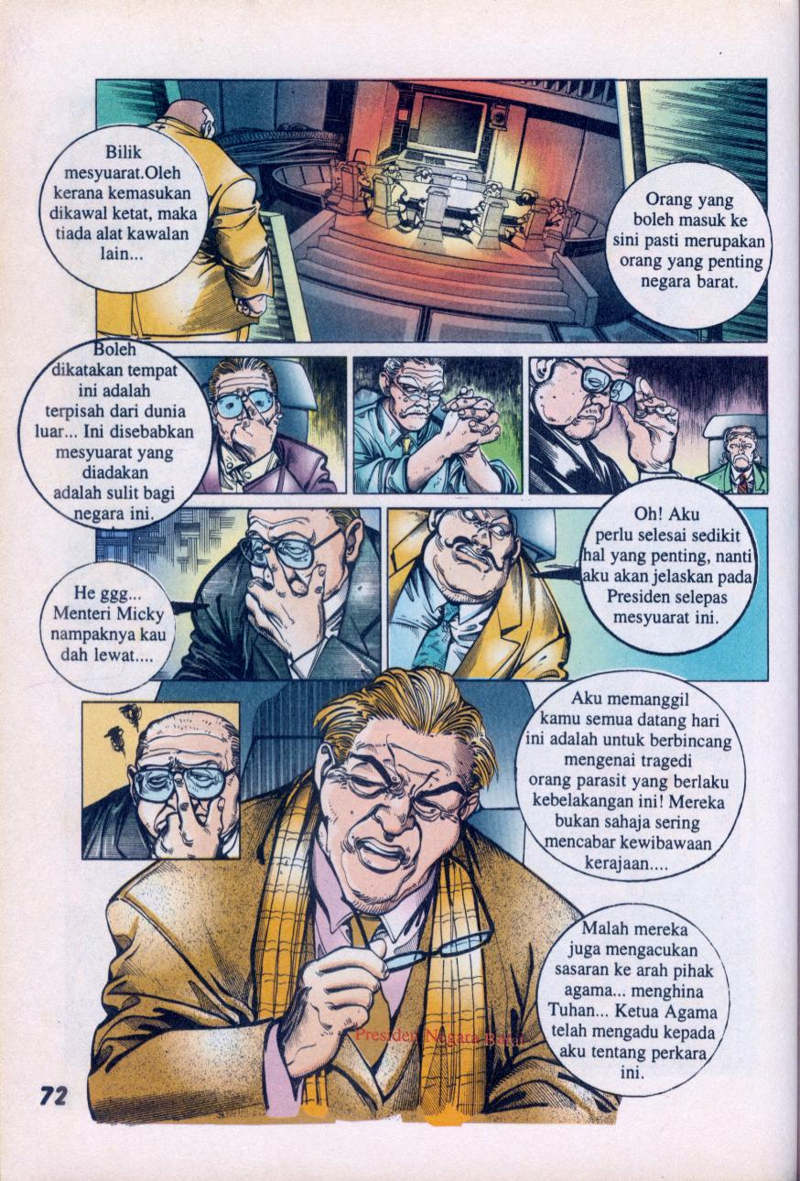 Bilik
mesyuarat.Oleh
kerana kemasukan
dikawal ketat, maka
tiada alat kawalan
lain...
Orang yang
boleh masuk ke
sini pasti merupakan
orang yang penting
negara barat.
Boleh
dikatakan tempat
ini adalah
terpisah dari dunia
luar... Ini disebabkan
mesyuarat yang
diadakan
adalah sulit bagi
negara ini.
He ggg...
Menteri Micky
nampaknya kau
dah lewat....
Oh! Aku
perlu selesai sedikit
hal yang penting, nanti
aku akan jelaskan pada
Presiden selepas
mesyuarat ini.
Aku memanggil
kamu semua datang hari
ini adalah untuk berbincang
mengenai tragedi
orang parasit yang berlaku
kebelakangan ini! Mereka
bukan sahaja sering
mencabar kewibawaan
kerajaan....
Malah mereka
juga mengacukan
sasaran ke arah pihak
agama... menghina
Tuhan... Ketua Agama
telah mengadu kepada
aku tentang perkara
ini.
Presiden Negara Barat
72